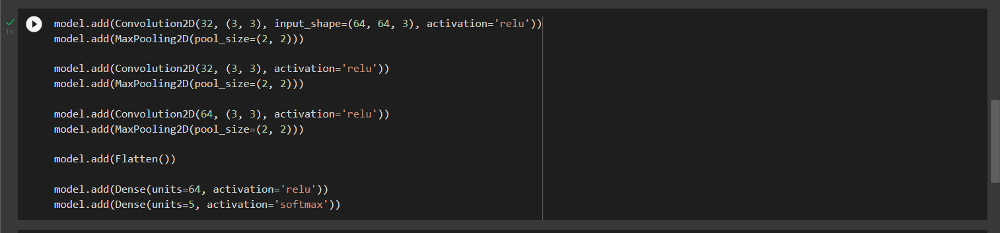 1s
model.add(Convolution2D(32, (3, 3), input_shape=(64, 64, 3), activation='relu'))
model.add(MaxPooling2D(pool_size=(2, 2)))
model.add(Convolution2D(32, (3, 3), activation='relu'))
model.add(MaxPooling2D(pool_size=(2, 2)))
model.add(Convolution2D(64, (3, 3), activation='relu'))
model.add(MaxPooling2D(pool_size=(2, 2)))
model.add(Flatten())
model.add(Dense(units=64, activation='relu'))
model.add(Dense(units=5, activation='softmax'))